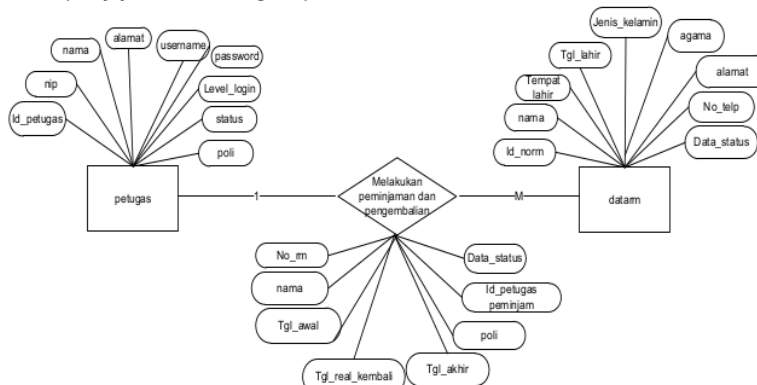 Jenis_kelamin
alamat
agama
nama
username
password
Tgl_lahir
alamat
nip
Level_login
Tempat
lahir
No_telp
Id_petugas
status
nama
Data_status
poli
Id_norm
petugas
1
Melakukan
peminjaman dan
pengembalian
M
datarm
No_rm
Data_status
nama
Id_petugas
peminjam
Tgl_awal
poli
Tgl_real_kembali
Tgl_akhir